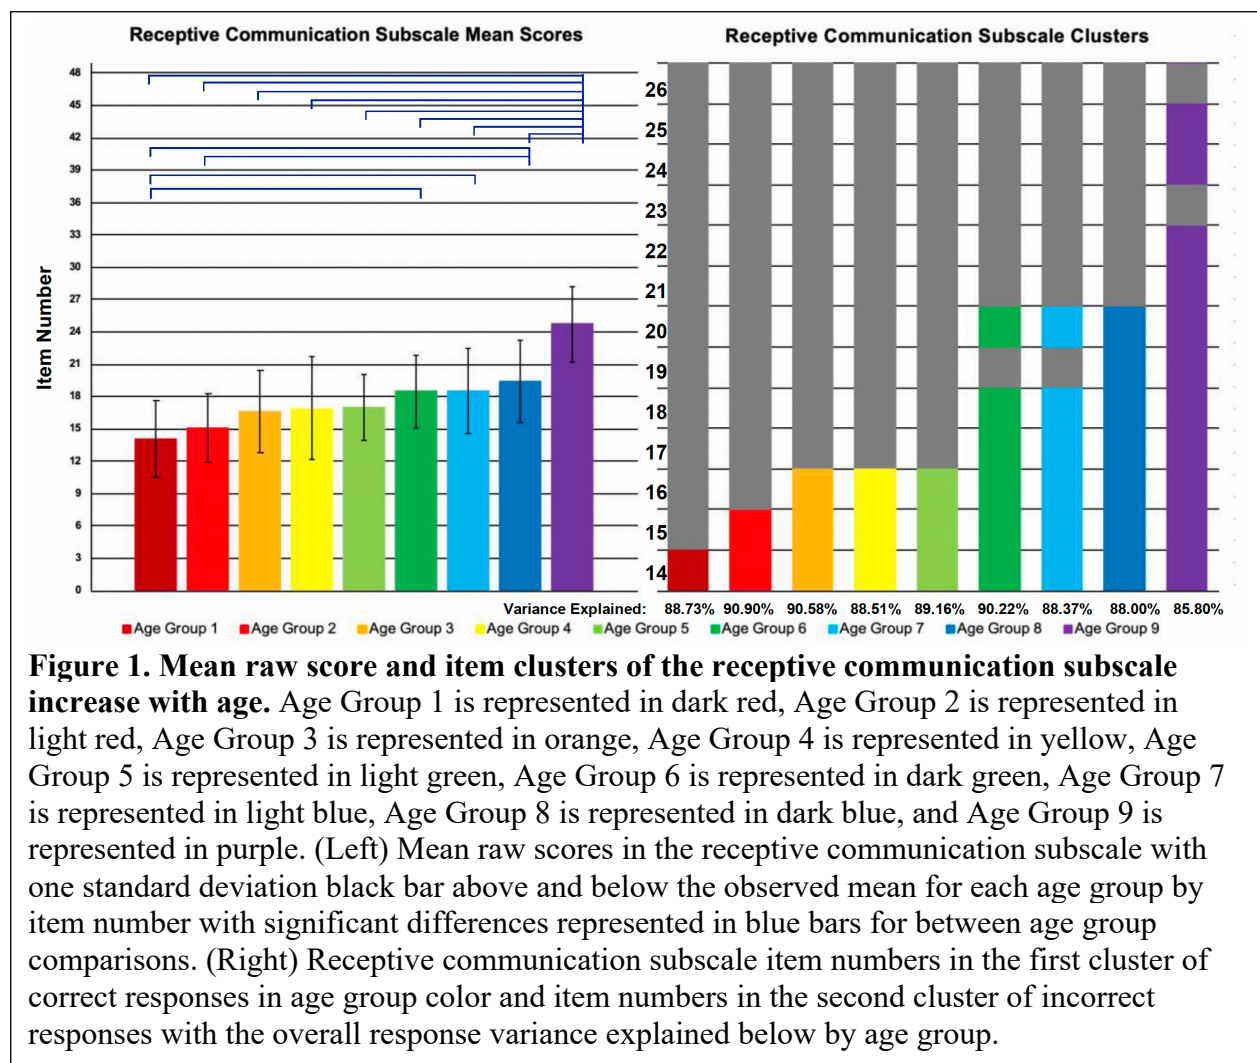 Receptive Communication Subscale Mean Scores
48
45
42
39
36
33
30
27
24
21
18
15
12
9
6
3
0
Item Number
Receptive Communication Subscale Clusters
26
25
24
23
22
21
20
19
18
17
16
15
14
Variance Explained: 88.73% 90.90% 90.58% 88.51% 89.16% 90.22% 88.37% 88.00% 85.80%
Age Group 1 Age Group 2 Age Group 3 Age Group 4 Age Group 5 Age Group 6 Age Group 7 Age Group 8 Age Group 9
Figure 1. Mean raw score and item clusters of the receptive communication subscale
increase with age. Age Group 1 is represented in dark red, Age Group 2 is represented in
light red, Age Group 3 is represented in orange, Age Group 4 is represented in yellow, Age
Group 5 is represented in light green, Age Group 6 is represented in dark green, Age Group 7
is represented in light blue, Age Group 8 is represented in dark blue, and Age Group 9 is
represented in purple. (Left) Mean raw scores in the receptive communication subscale with
one standard deviation black bar above and below the observed mean for each age group by
item number with significant differences represented in blue bars for between age group
comparisons. (Right) Receptive communication subscale item numbers in the first cluster of
correct responses in age group color and item numbers in the second cluster of incorrect
responses with the overall response variance explained below by age group.